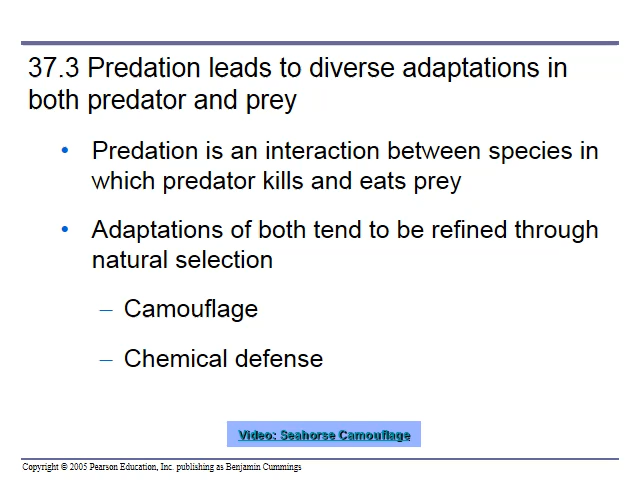 37.3 Predation leads to diverse adaptations in
both predator and prey
• Predation is an interaction between species in
which predator kills and eats prey
• Adaptations of both tend to be refined through
natural selection
– Camouflage
– Chemical defense
Video: Seahorse Camouflage
Copyright © 2005 Pearson Education, Inc. publishing as Benjamin Cummings